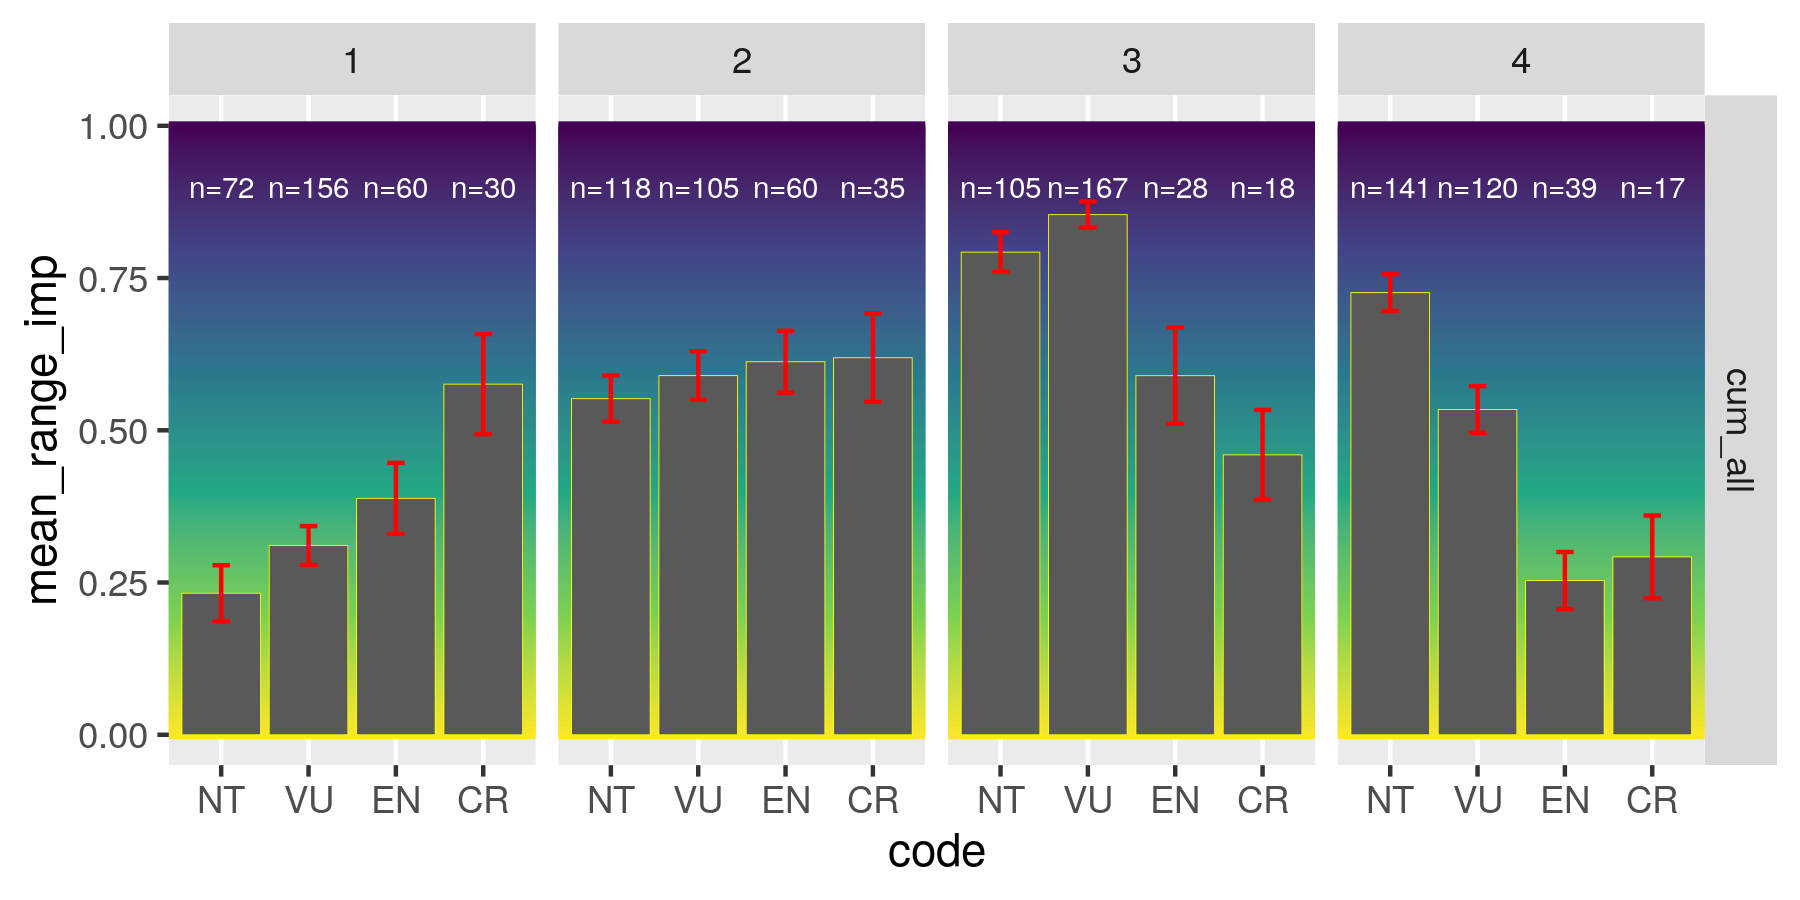 1 2 3 4
1.00
n=72 n=156 n=60 n=30 n=118 n=105 n=60 n=35 n=105 n=167 n=28 n=18 n=141 n=120 n=39 n=17
0.75
0.50
0.25
0.00
mean_range_imp
cum_all
NT VU EN CR NT VU EN CR NT VU EN CR NT VU EN CR
code